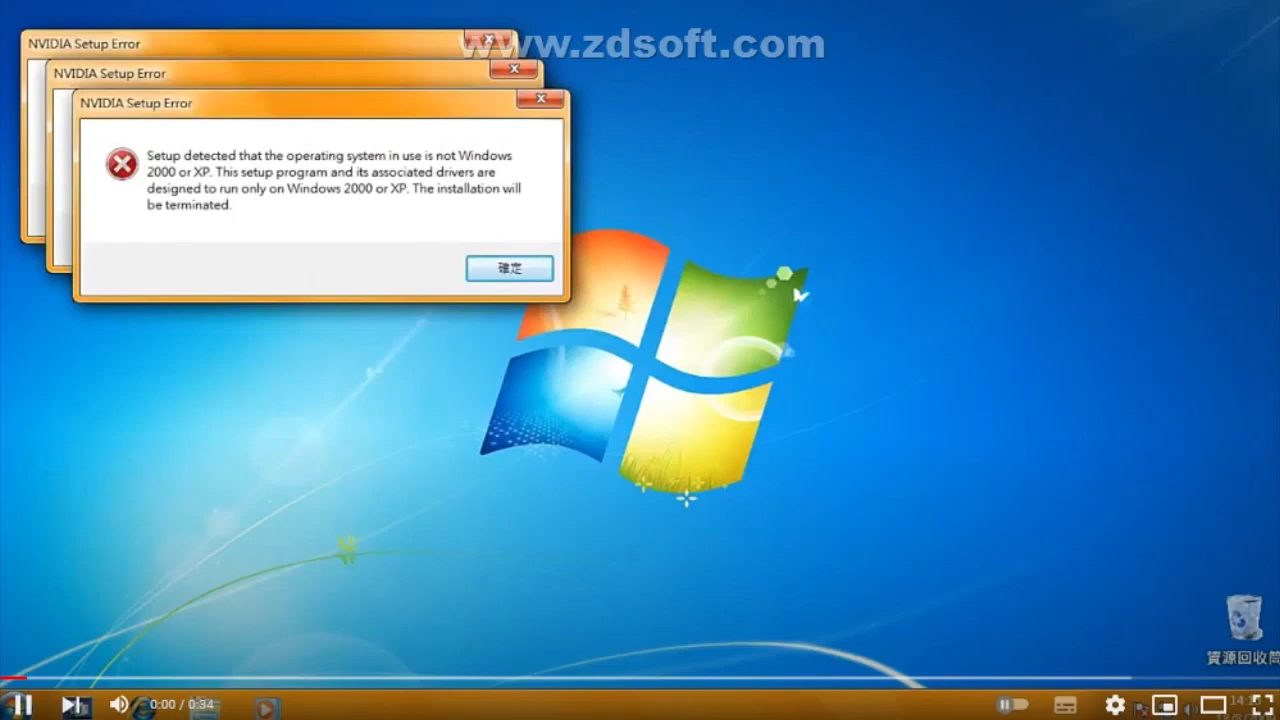 www.zdsoft.com
NVIDIA Setup Error
NVIDIA Setup Error
NVIDIA Setup Error
Setup detected that the operating system in use is not Windows
2000 or XP. This setup program and its associated drivers are
designed to run only on Windows 2000 or XP. The installation will
be terminated.
確定
資源回收筒
0:00 / 0:34